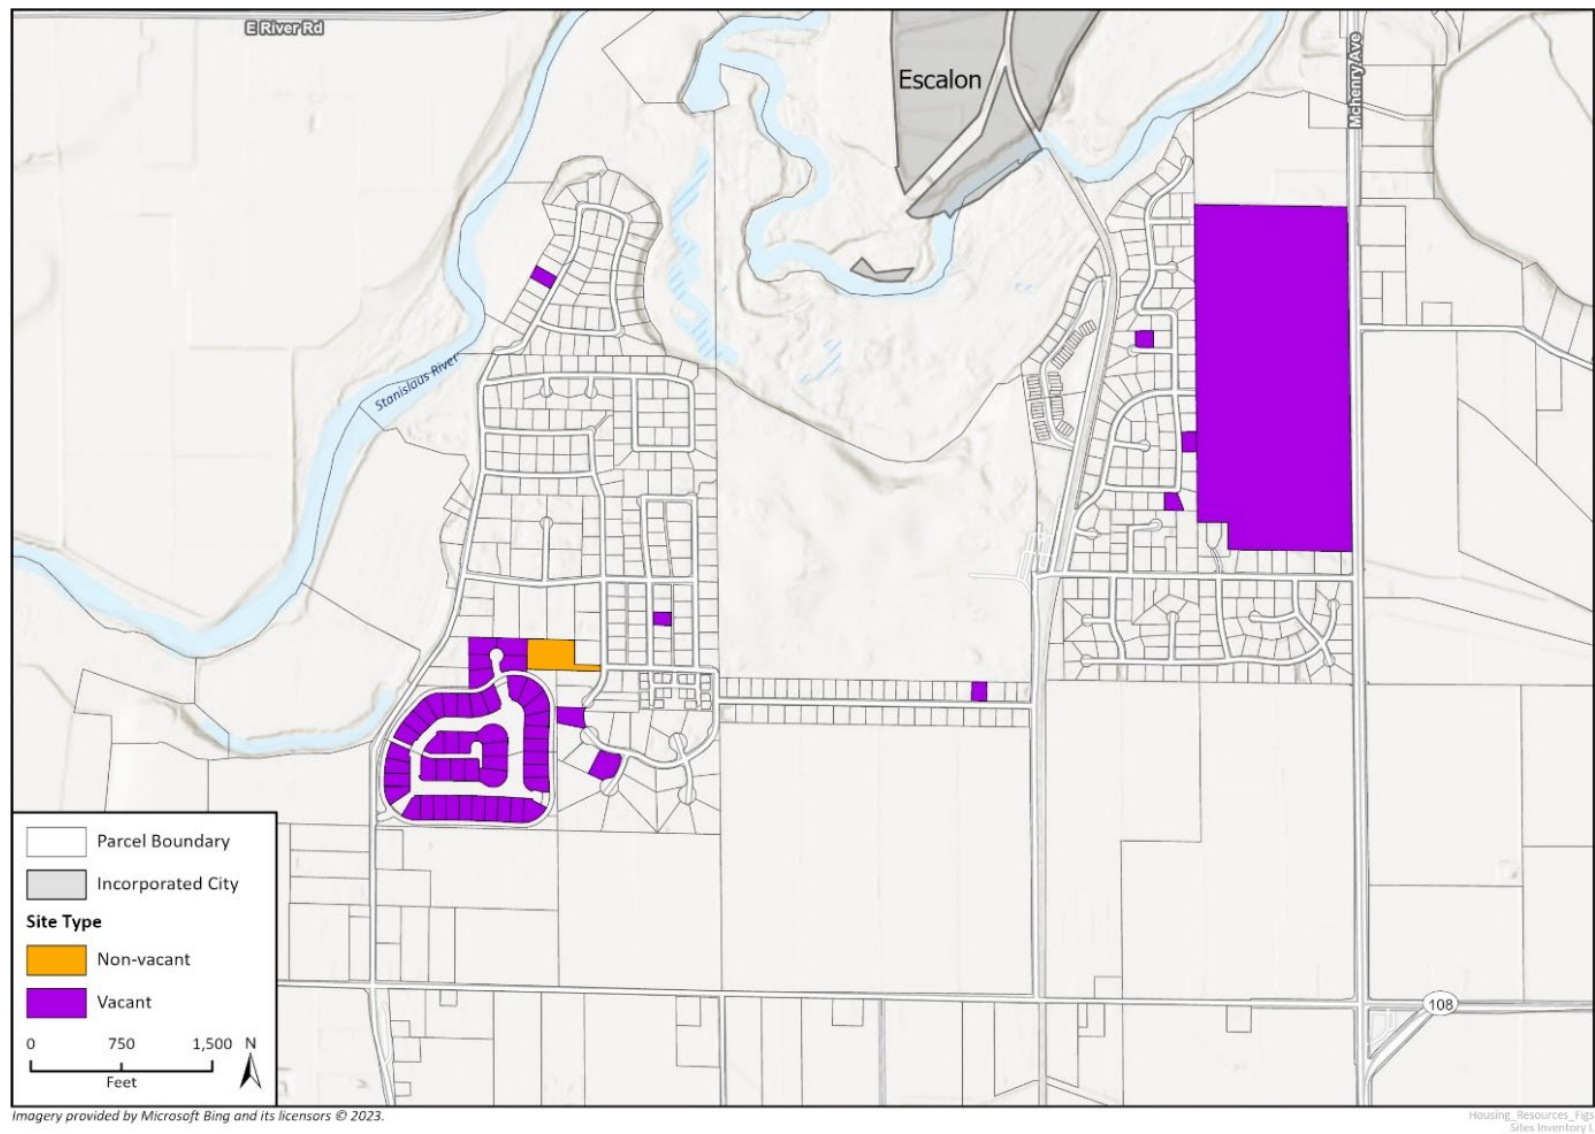 E River Rd
Escalon
Mchenry Ave
Stanislaus River
Parcel Boundary
Incorporated City
Site Type
Non-vacant
Vacant
0 750 1,500 N
Feet
108
Imagery provided by Microsoft Bing and its licensors © 2023.
Housing_Resources_Figs
Sites Inventory